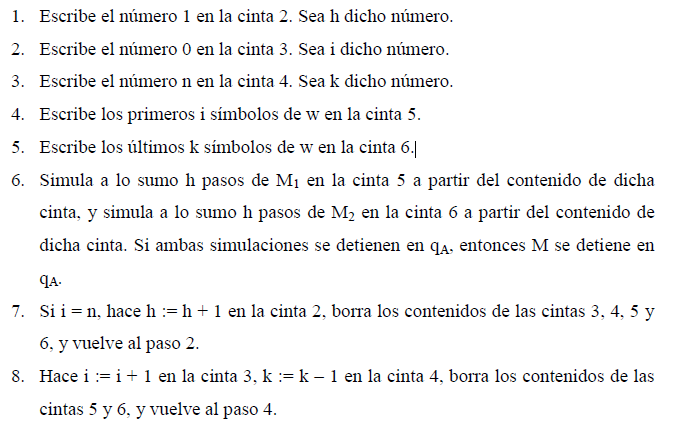 1. Escribe el número 1 en la cinta 2. Sea h dicho número.
2. Escribe el número 0 en la cinta 3. Sea i dicho número.
3. Escribe el número n en la cinta 4. Sea k dicho número.
4. Escribe los primeros i símbolos de w en la cinta 5.
5. Escribe los últimos k símbolos de w en la cinta 6.
6. Simula a lo sumo h pasos de M₁ en la cinta 5 a partir del contenido de dicha
cinta, y simula a lo sumo h pasos de M₂ en la cinta 6 a partir del contenido de
dicha cinta. Si ambas simulaciones se detienen en qA, entonces M se detiene en
qA.
7. Si i = n, hace h := h + 1 en la cinta 2, borra los contenidos de las cintas 3, 4, 5 y
6, y vuelve al paso 2.
8. Hace i := i + 1 en la cinta 3, k := k – 1 en la cinta 4, borra los contenidos de las
cintas 5 y 6, y vuelve al paso 4.